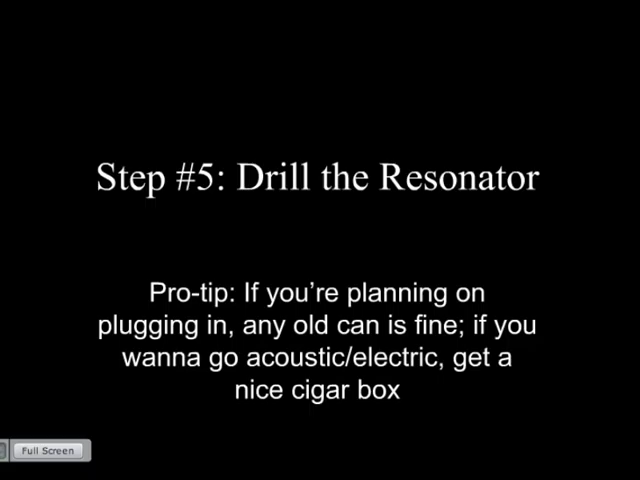 Step #5: Drill the Resonator
Pro-tip: If you’re planning on
plugging in, any old can is fine; if you
wanna go acoustic/electric, get a
nice cigar box
Full Screen